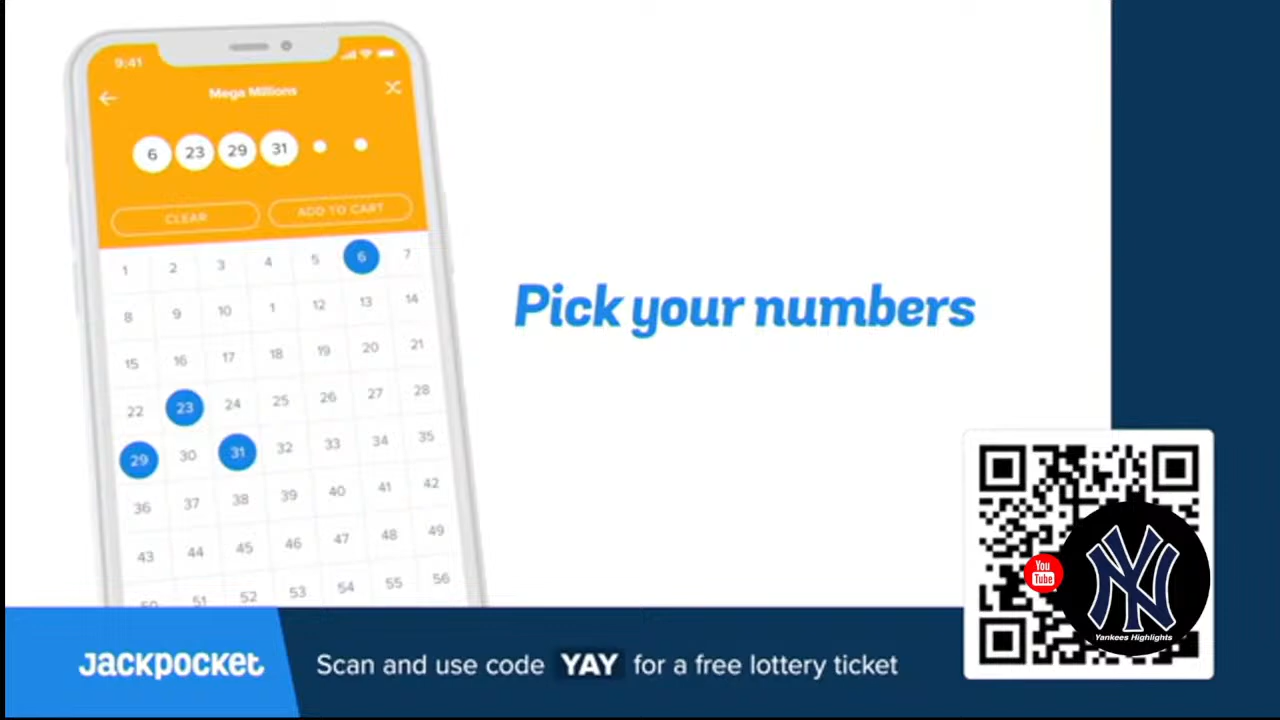 9:41
Mega Millions
6 23 29 31
CLEAR ADD TO CART
1 2 3 4 5 6 7
8 9 10 1 12 13 14
15 16 17 18 19 20 21
22 23 24 25 26 27 28
29 30 31 32 33 34 35
36 37 38 39 40 41 42
43 44 45 46 47 48 49
50 51 52 53 54 55 56
Pick your numbers
You
Tube
NY
Yankees Highlights
JACKPOCKET
Scan and use code YAY for a free lottery ticket